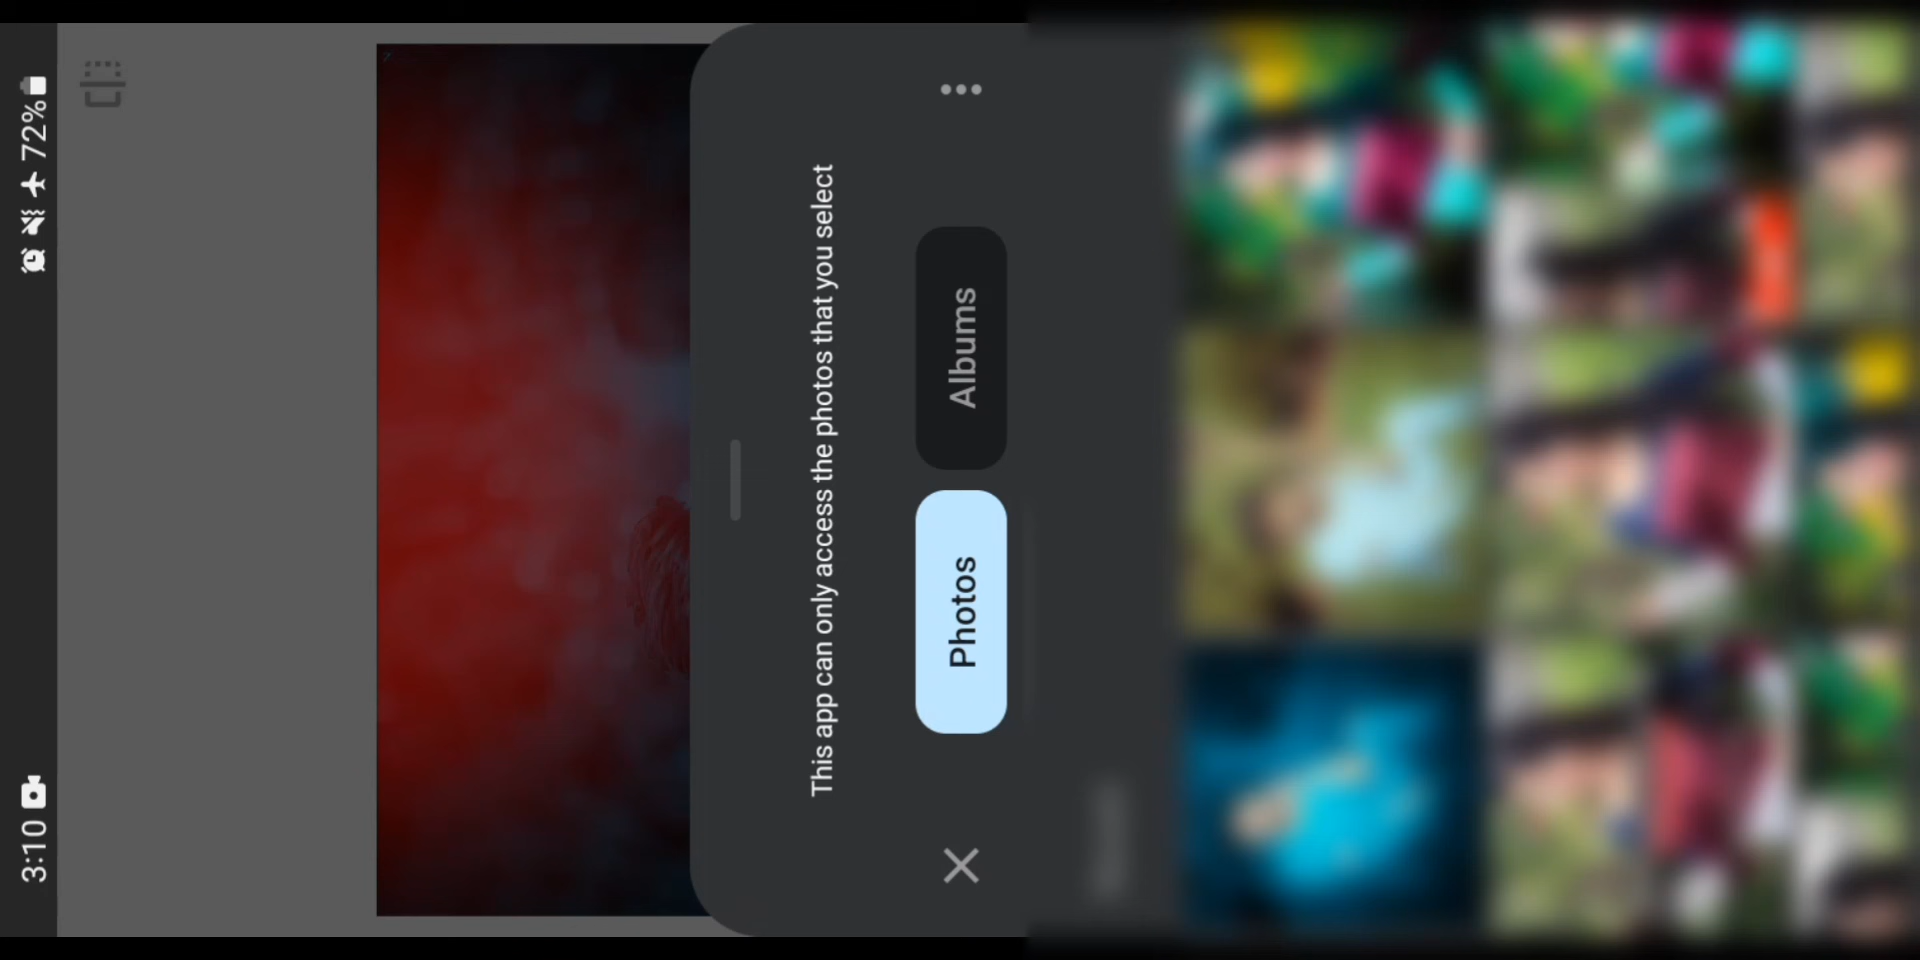 3:10 72%
This app can only access the photos that you select
Photos Albums